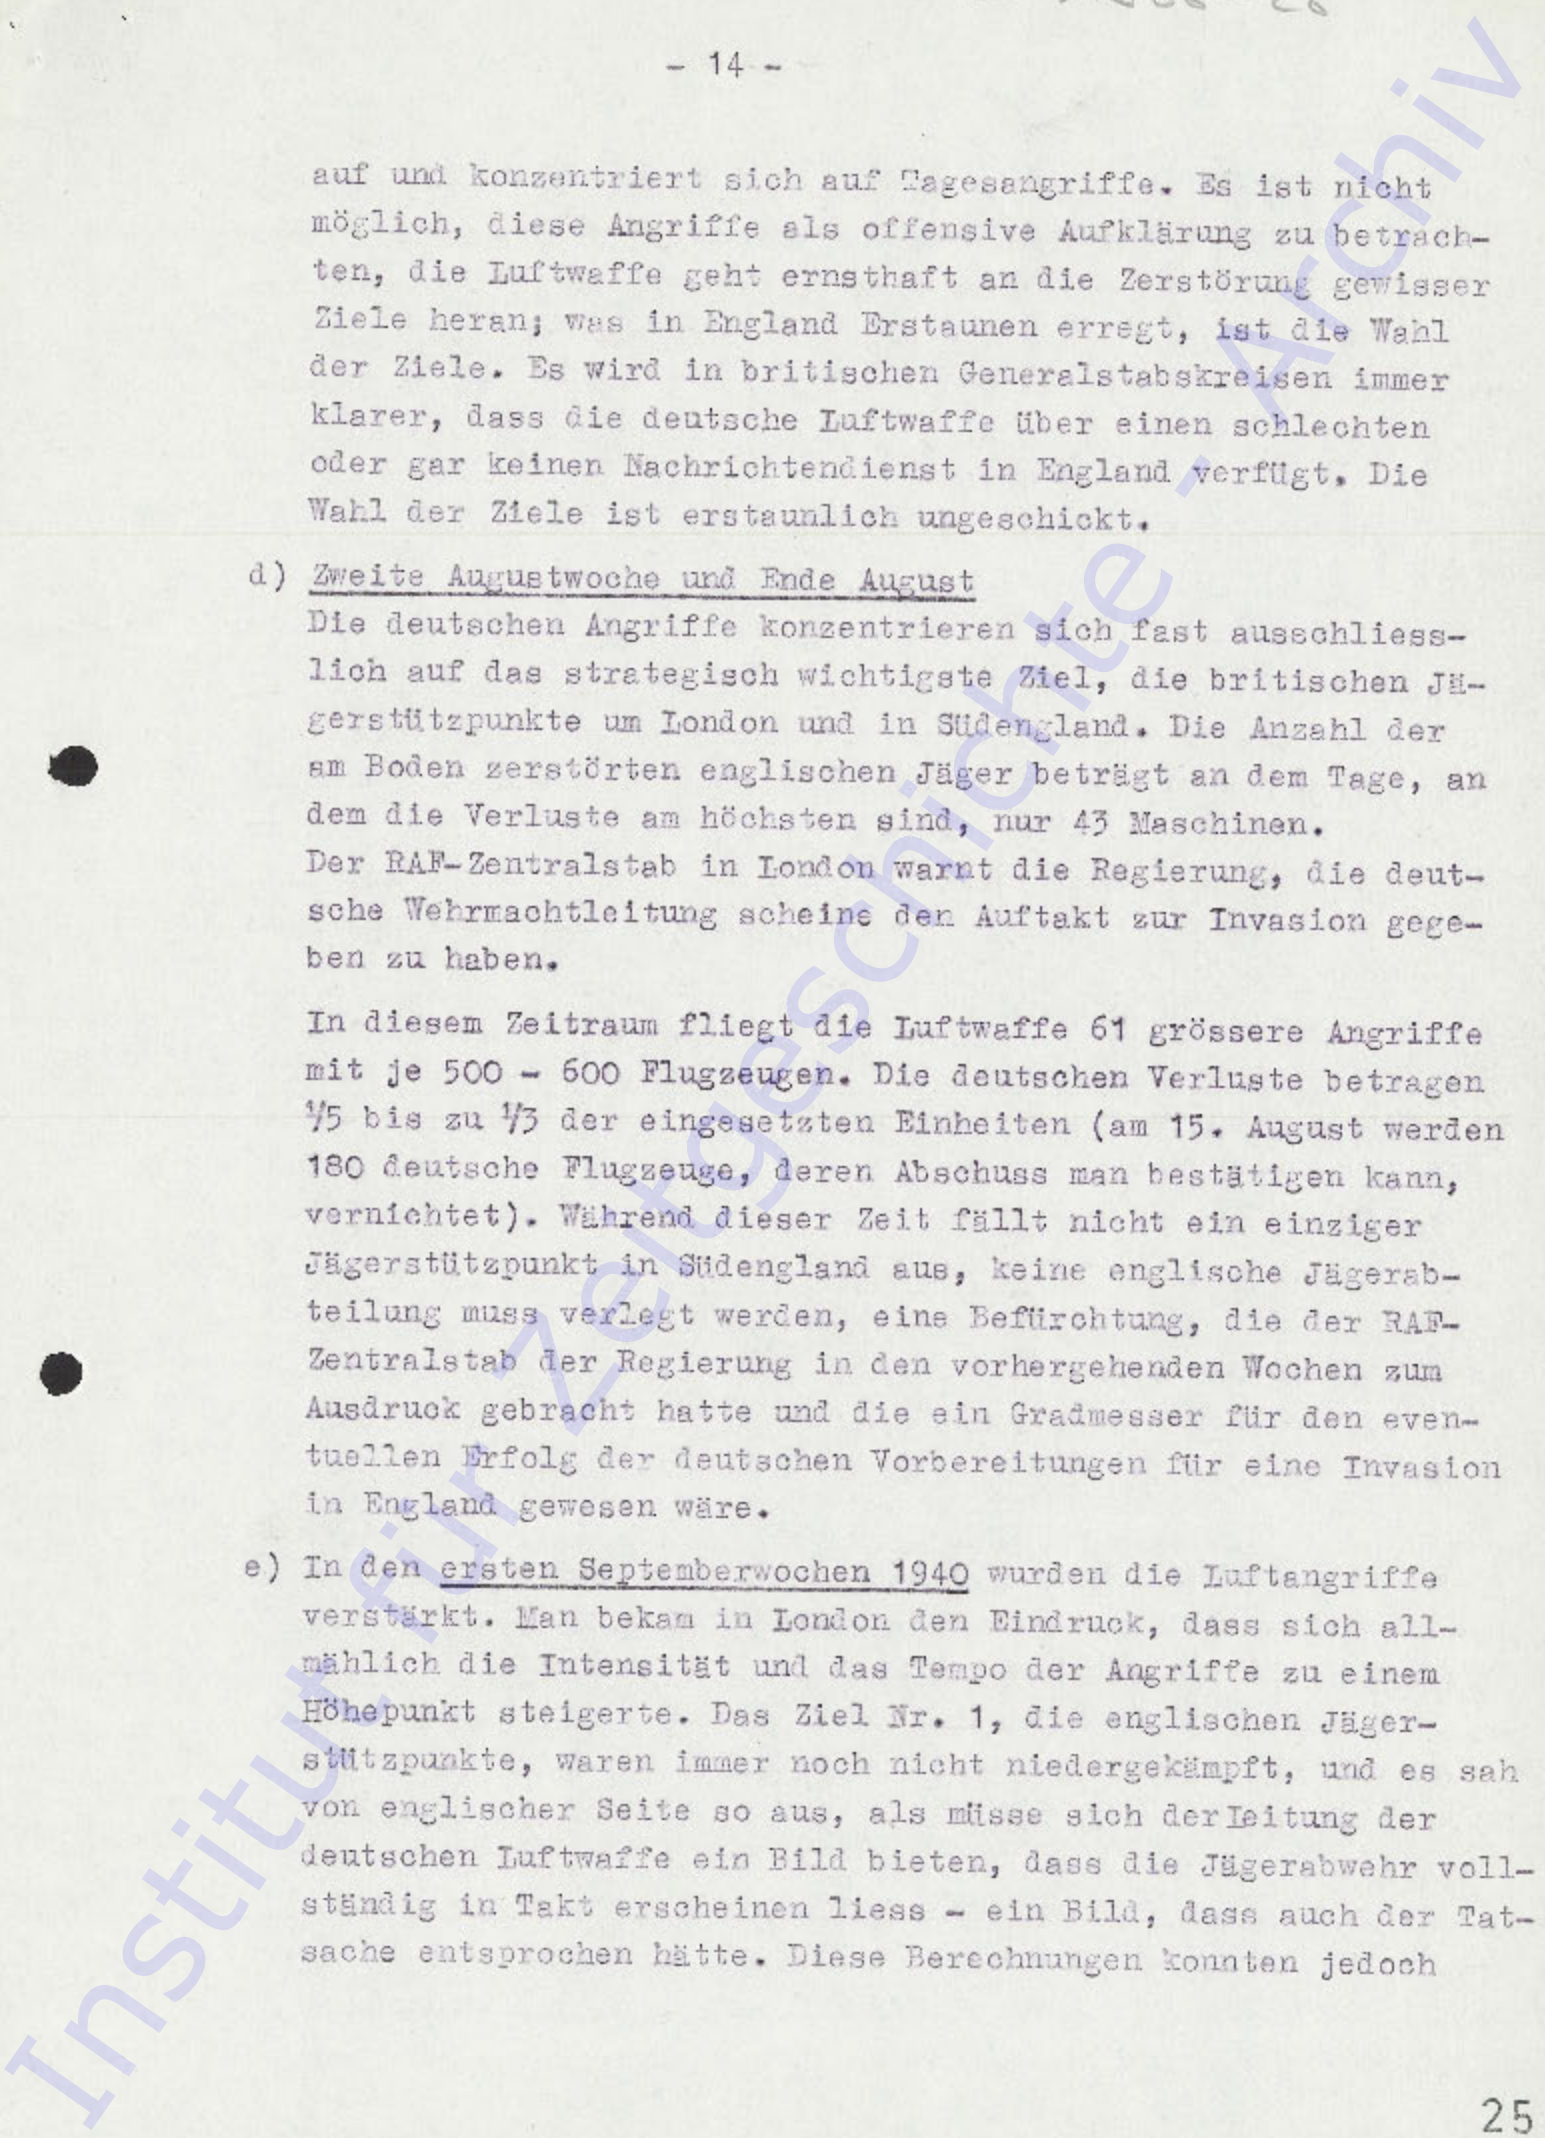 - 14 -
auf und konzentriert sich auf Tagesangriffe. Es ist nicht
möglich, diese Angriffe als offensive Aufklärung zu betrach-
ten, die Luftwaffe geht ernsthaft an die Zerstörung gewisser
Ziele heran; was in England Erstaunen erregt, ist die Wahl
der Ziele. Es wird in britischen Generalstabskreisen immer
klarer, dass die deutsche Luftwaffe über einen schlechten
oder gar keinen Nachrichtendienst in England verfügt. Die
Wahl der Ziele ist erstaunlich ungeschickt.
d) Zweite Augustwoche und Ende August
Die deutschen Angriffe konzentrieren sich fast ausschliess-
lich auf das strategisch wichtigste Ziel, die britischen Jä-
gerstützpunkte um London und in Südengland. Die Anzahl der
am Boden zerstörten englischen Jäger beträgt an dem Tage, an
dem die Verluste am höchsten sind, nur 43 Maschinen.
Der RAF-Zentralstab in London warnt die Regierung, die deut-
sche Wehrmachtleitung scheine den Auftakt zur Invasion gege-
ben zu haben.
In diesem Zeitraum fliegt die Luftwaffe 61 grössere Angriffe
mit je 500 - 600 Flugzeugen. Die deutschen Verluste betragen
1/5 bis zu 1/3 der eingesetzten Einheiten (am 15. August werden
180 deutsche Flugzeuge, deren Abschuss man bestätigen kann,
vernichtet). Während dieser Zeit fällt nicht ein einziger
Jägerstützpunkt in Südengland aus, keine englische Jägerab-
teilung muss verlegt werden, eine Befürchtung, die der RAF-
Zentralstab der Regierung in den vorhergehenden Wochen zum
Ausdruck gebracht hatte und die ein Gradmesser für den even-
tuellen Erfolg der deutschen Vorbereitungen für eine Invasion
in England gewesen wäre.
e) In den ersten Septemberwochen 1940 wurden die Luftangriffe
verstärkt. Man bekam in London den Eindruck, dass sich all-
mählich die Intensität und das Tempo der Angriffe zu einem
Höhepunkt steigerte. Das Ziel Nr. 1, die englischen Jäger-
stützpunkte, waren immer noch nicht niedergekämpft, und es sah
von englischer Seite so aus, als müsse sich der Leitung der
deutschen Luftwaffe ein Bild bieten, dass die Jägerabwehr voll-
ständig in Takt erscheinen liess - ein Bild, dass auch der Tat-
sache entsprochen hätte. Diese Berechnungen konnten jedoch
25
Institut für Zeitgeschichte - Archiv